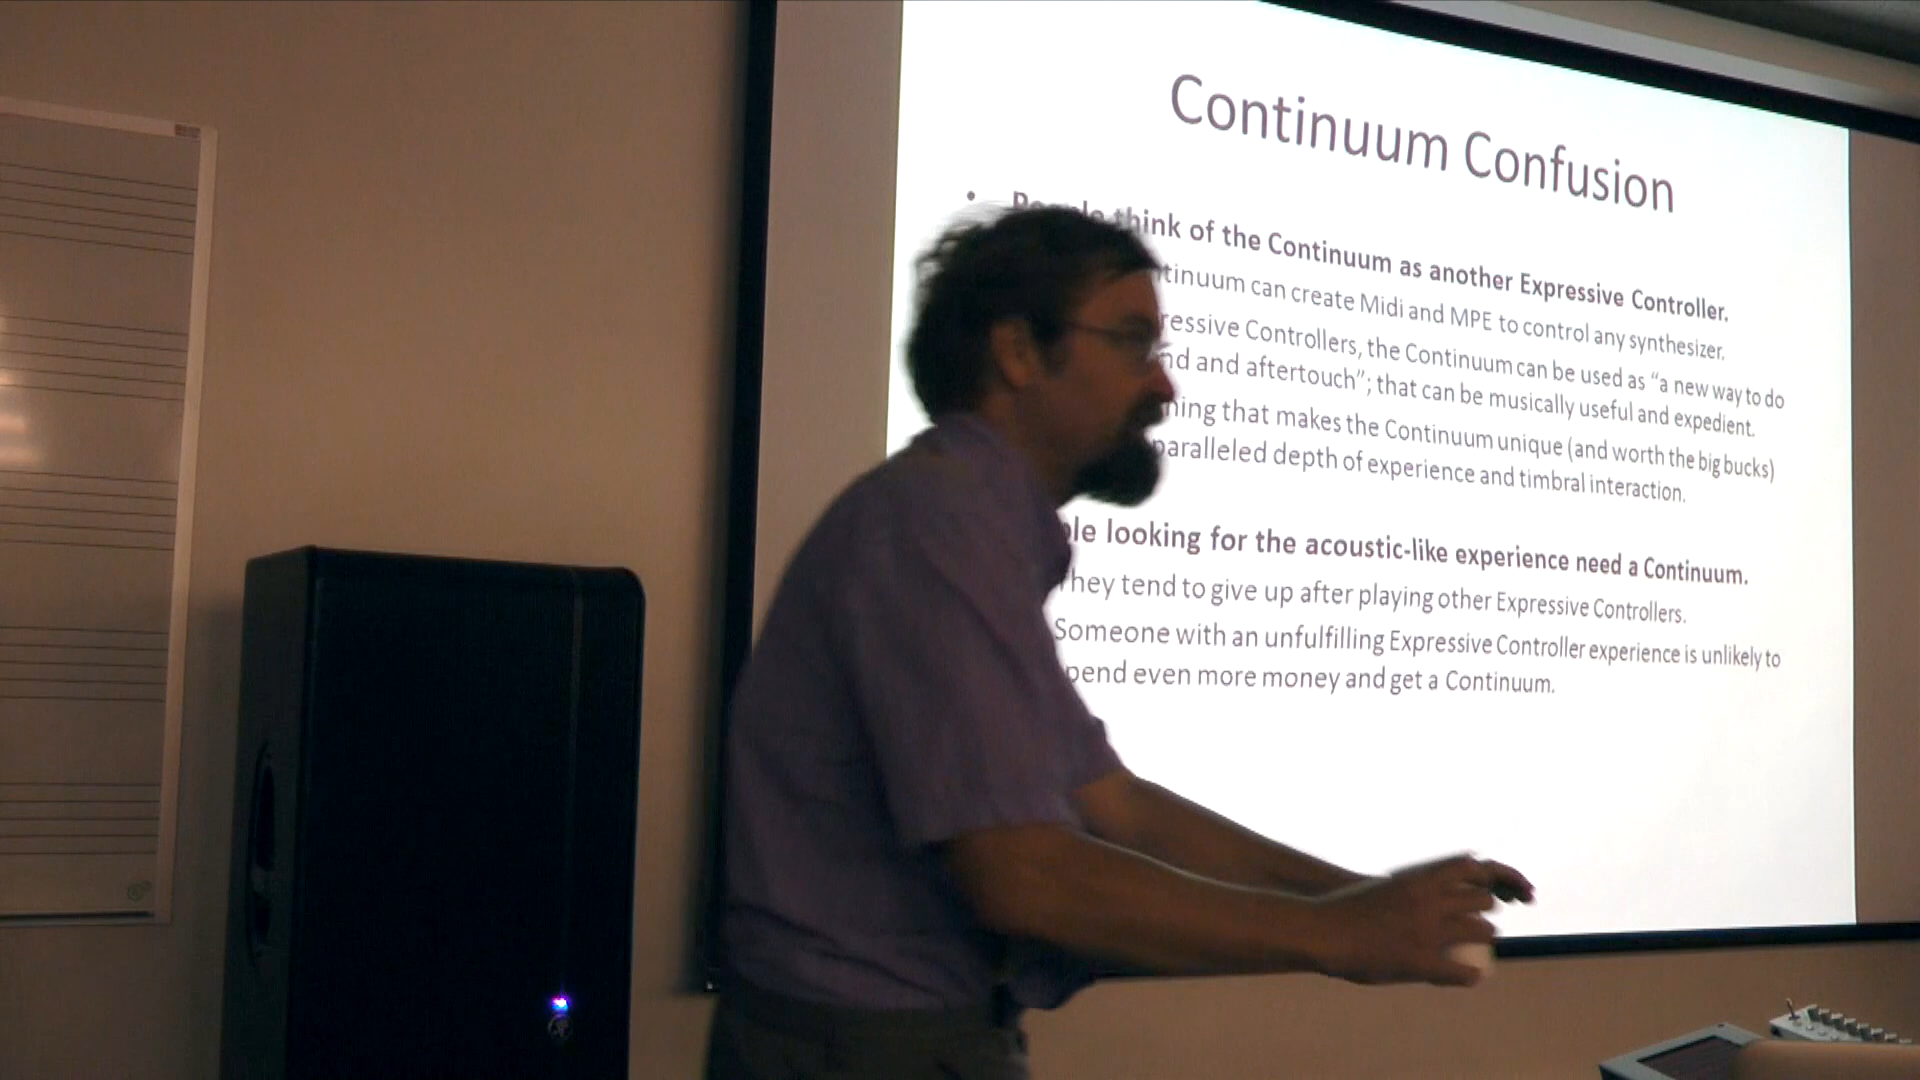 Continuum Confusion
• People think of the Continuum as another Expressive Controller.
tinuum can create Midi and MPE to control any synthesizer.
ressive Controllers, the Continuum can be used as “a new way to do
nd and aftertouch”; that can be musically useful and expedient.
hing that makes the Continuum unique (and worth the big bucks)
paralleled depth of experience and timbral interaction.
ple looking for the acoustic-like experience need a Continuum.
They tend to give up after playing other Expressive Controllers.
Someone with an unfulfilling Expressive Controller experience is unlikely to
pend even more money and get a Continuum.